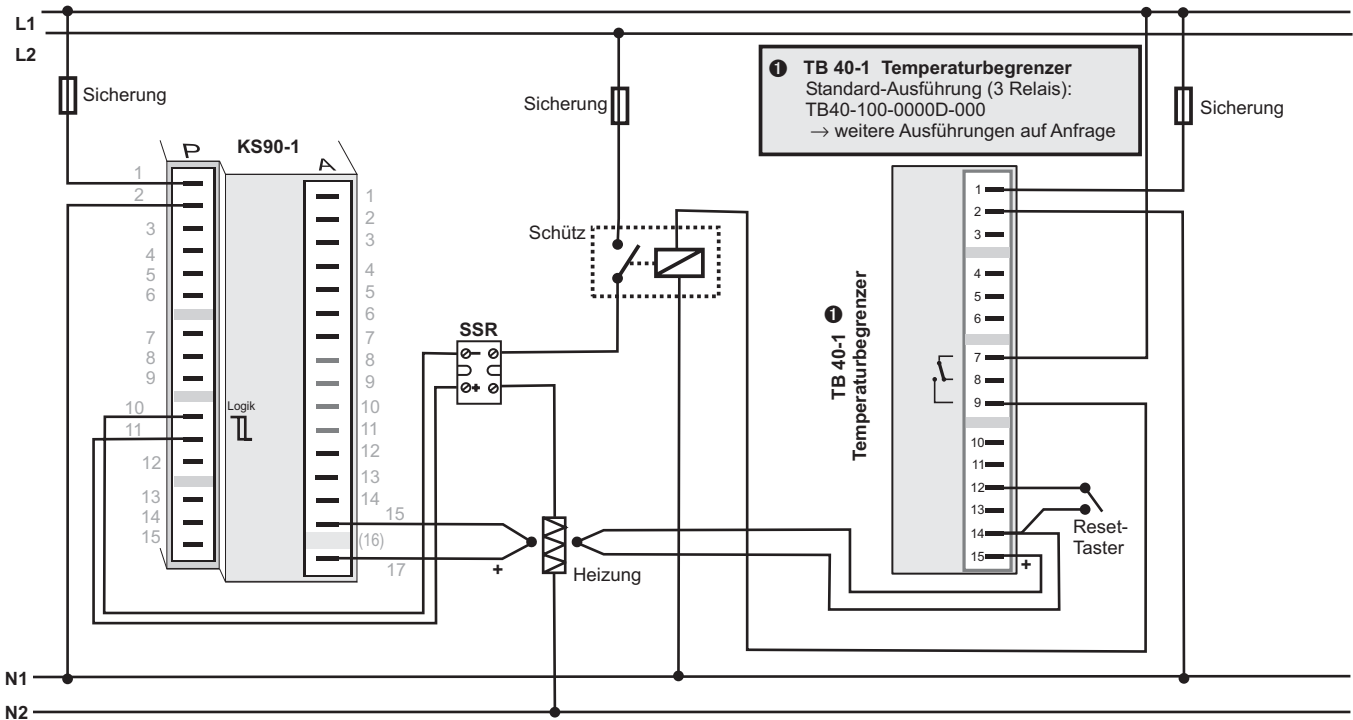 L1
L2
Sicherung
Sicherung
❶ TB 40-1 Temperaturbegrenzer
Standard-Ausführung (3 Relais):
TB40-100-0000D-000
→ weitere Ausführungen auf Anfrage
Sicherung
KS90-1
P
A
1
2
3
4
5
6
7
8
9
10
11
12
13
14
15
Logik
1
2
3
4
5
6
7
8
9
10
11
12
13
14
15
(16)
17
+
SSR
−
+
Schütz
Heizung
TB 40-1 ❶
Temperaturbegrenzer
1
2
3
4
5
6
7
8
9
10
11
12
13
14
15
+
Reset-
Taster
N1
N2